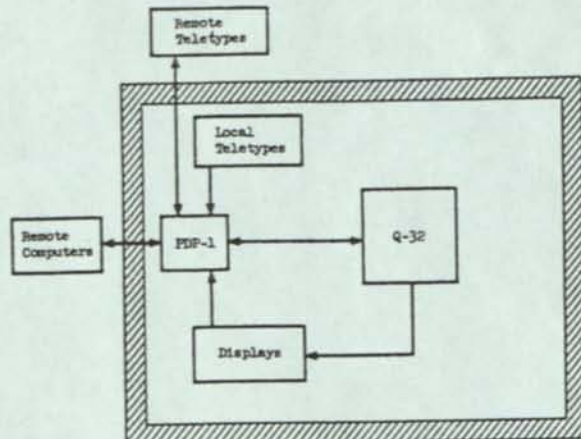 Remote
Teletypes
Local
Teletypes
Remote
Computers
PDP-1
Q-32
Displays